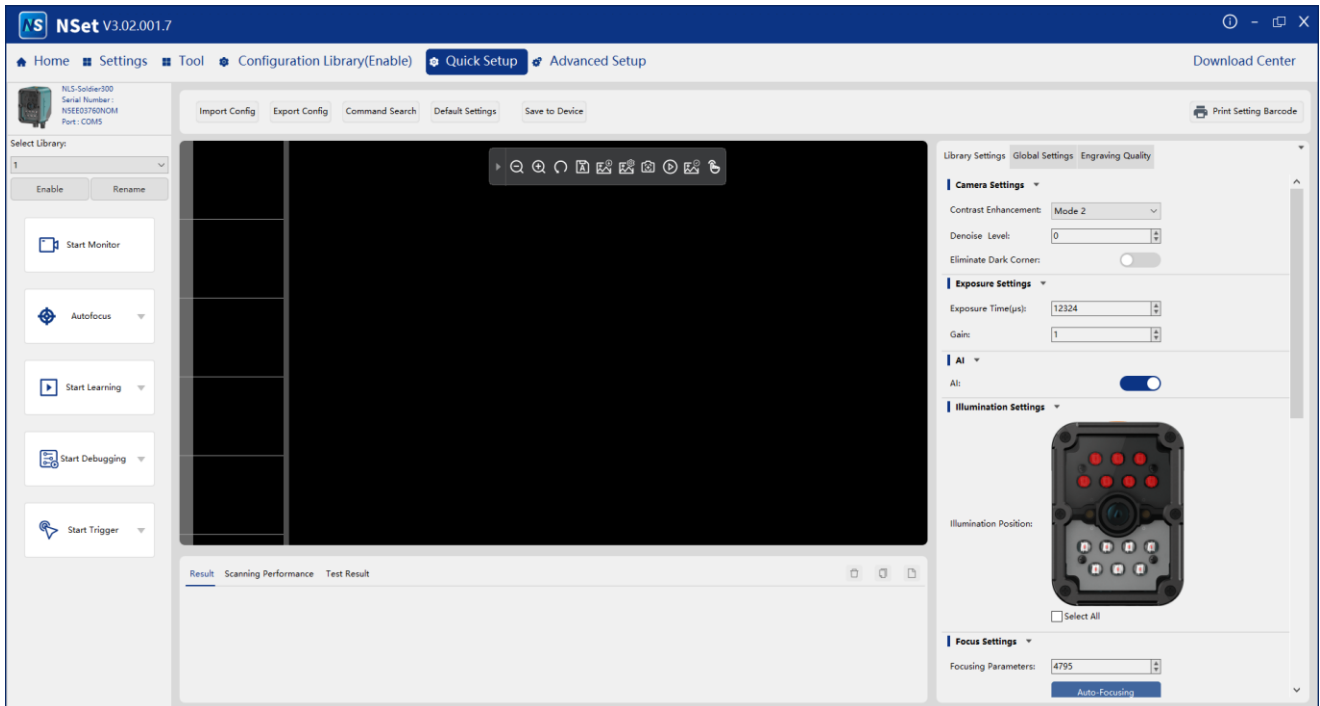 NS NSet V3.02.001.7
Home Settings Tool Configuration Library(Enable) Quick Setup Advanced Setup Download Center
NLS-Soldier300
Serial Number :
NSEE03760NOM
Port : COM5
Import Config Export Config Command Search Default Settings Save to Device Print Setting Barcode
Select Library:
1
Enable Rename
Start Monitor
Autofocus
Start Learning
Start Debugging
Start Trigger
A
Result Scanning Performance Test Result
Library Settings Global Settings Engraving Quality
Camera Settings
Contrast Enhancement: Mode 2
Denoise Level: 0
Eliminate Dark Corner:
Exposure Settings
Exposure Time(μs): 12324
Gain: 1
AI
AI:
Illumination Settings
Illumination Position:
Select All
Focus Settings
Focusing Parameters: 4795
Auto-Focusing